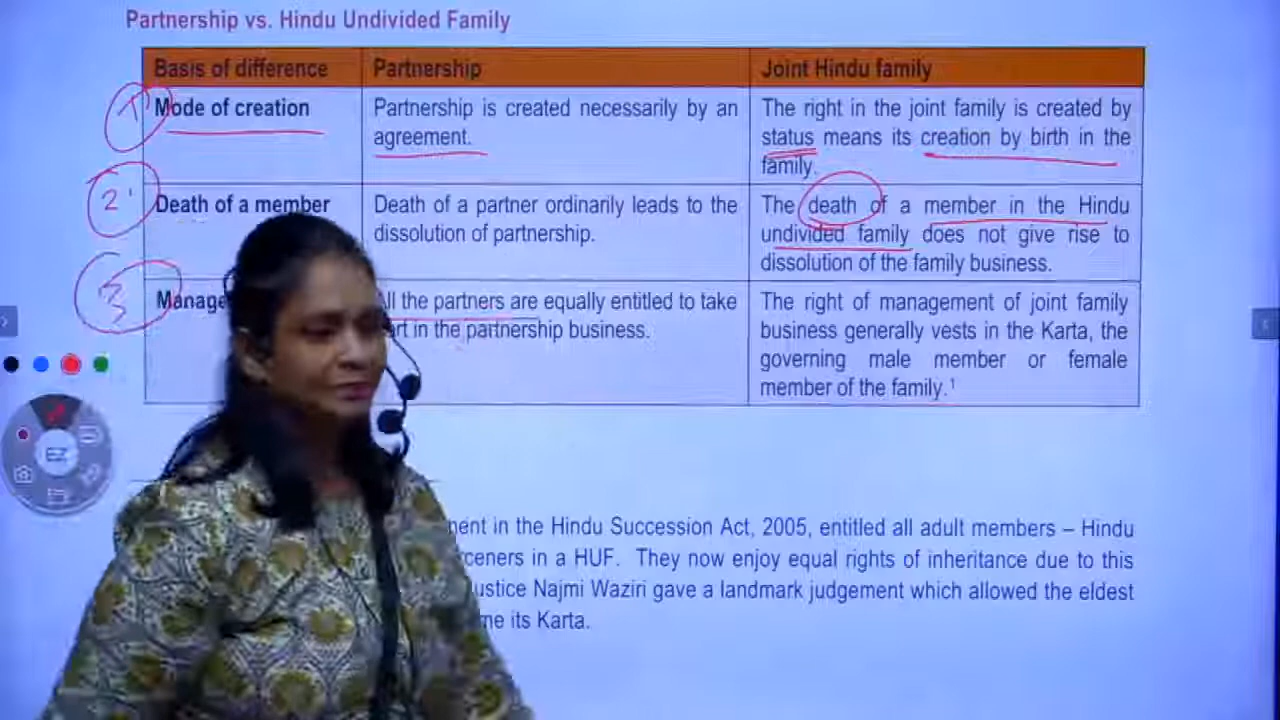 Partnership vs. Hindu Undivided Family
Basis of difference Partnership Joint Hindu family
1 Mode of creation Partnership is created necessarily by an agreement. The right in the joint family is created by status means its creation by birth in the family.
2 Death of a member Death of a partner ordinarily leads to the dissolution of partnership. The death of a member in the Hindu undivided family does not give rise to dissolution of the family business.
3 All the partners are equally entitled to take in the partnership business. The right of management of joint family business generally vests in the Karta, the governing male member or female member of the family.¹
EZ
in the Hindu Succession Act, 2005, entitled all adult members – Hindu
in a HUF. They now enjoy equal rights of inheritance due to this
Najmi Waziri gave a landmark judgement which allowed the eldest
its Karta.